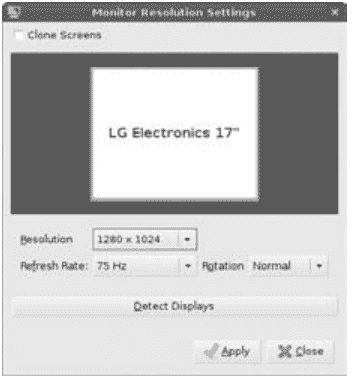 Monitor Resolution Settings
Clone Screens
LG Electronics 17"
Resolution 1280 x 1024
Refresh Rate: 75 Hz Rotation Normal
Detect Displays
Apply Close